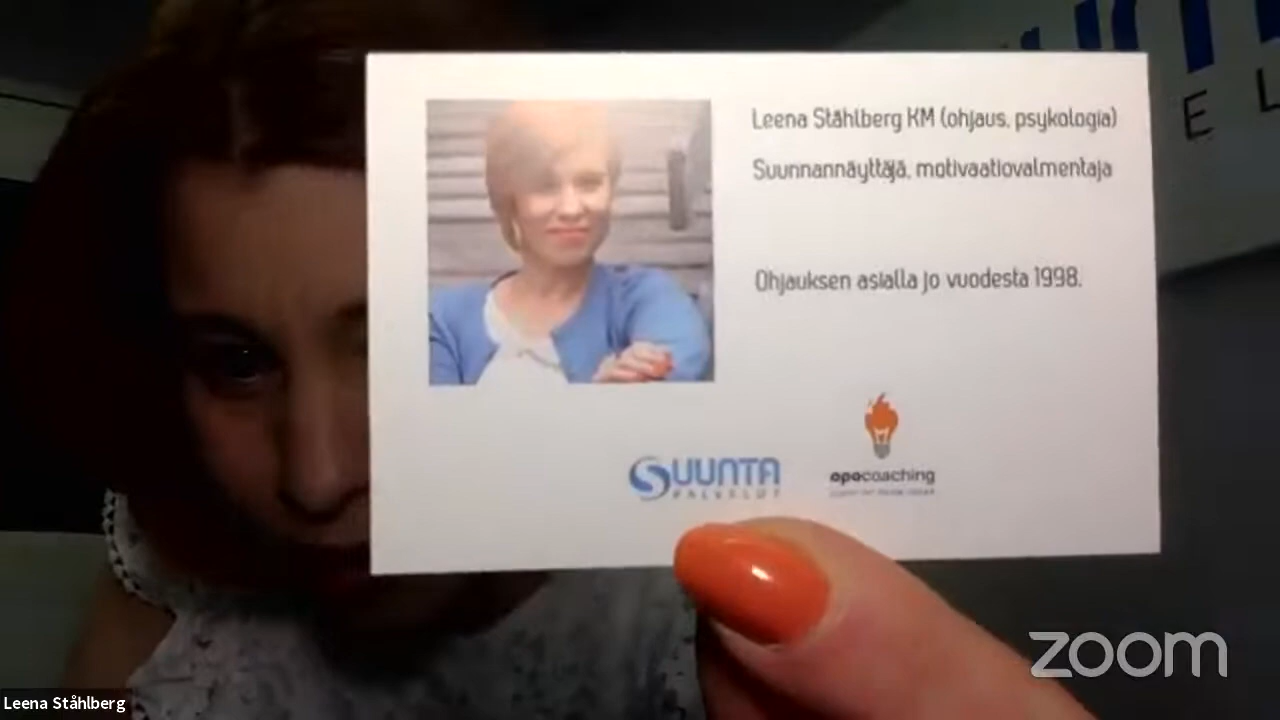 Leena Ståhlberg KM (ohjaus, psykologia)
Suunnannäyttäjä, motivaatiovalmentaja
Ohjauksen asialla jo vuodesta 1998.
SUUNTA
PALVELUT
opocoaching
E L
zoom
Leena Ståhlberg